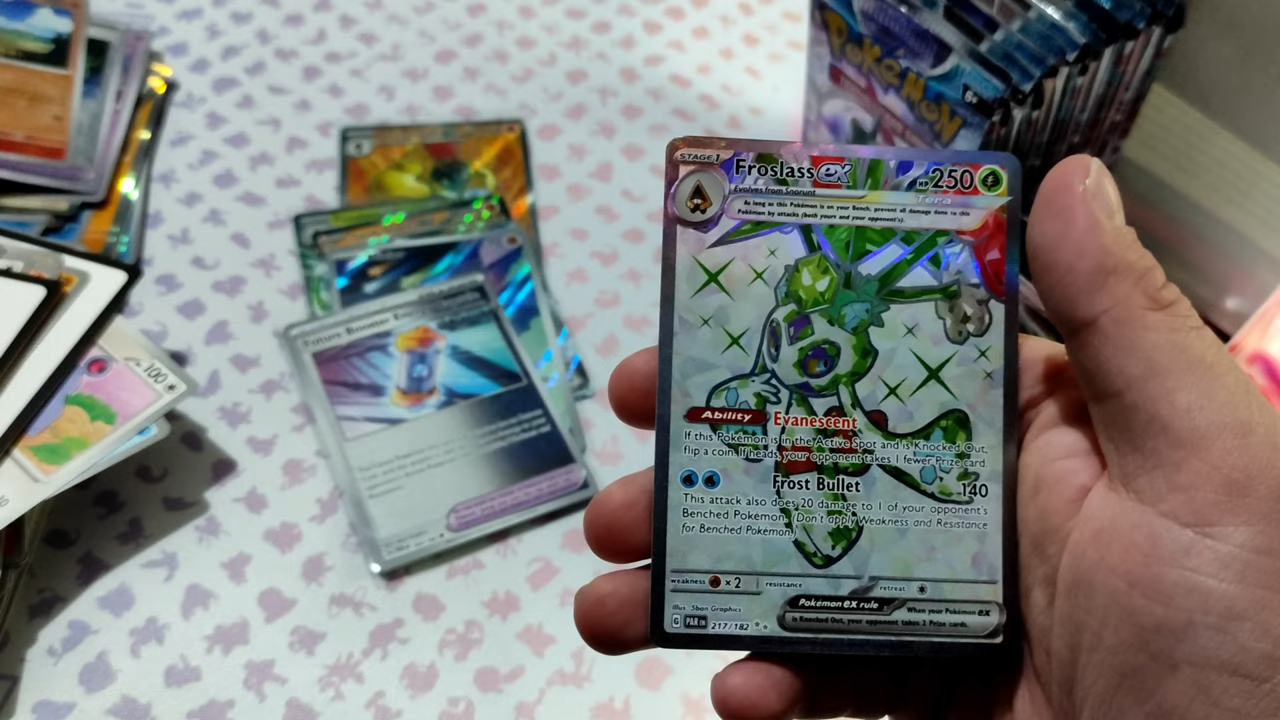 POKÉMON
6+
100
Future Booster
STAGE 1
Froslass ex
HP 250
Evolves from Snorunt
Tera
As long as this Pokémon is on your Bench, prevent all damage done to this
Pokémon by attacks (both yours and your opponent's).
Ability Evanescent
If this Pokémon is in the Active Spot and is Knocked Out,
flip a coin. If heads, your opponent takes 1 fewer Prize card.
Frost Bullet 140
This attack also does 20 damage to 1 of your opponent's
Benched Pokémon. (Don't apply Weakness and Resistance
for Benched Pokémon.)
weakness ×2 resistance retreat
Pokémon ex rule When your Pokémon ex
is Knocked Out, your opponent takes 2 Prize cards.
Illus. 5ban Graphics
G PAR EN 217/182